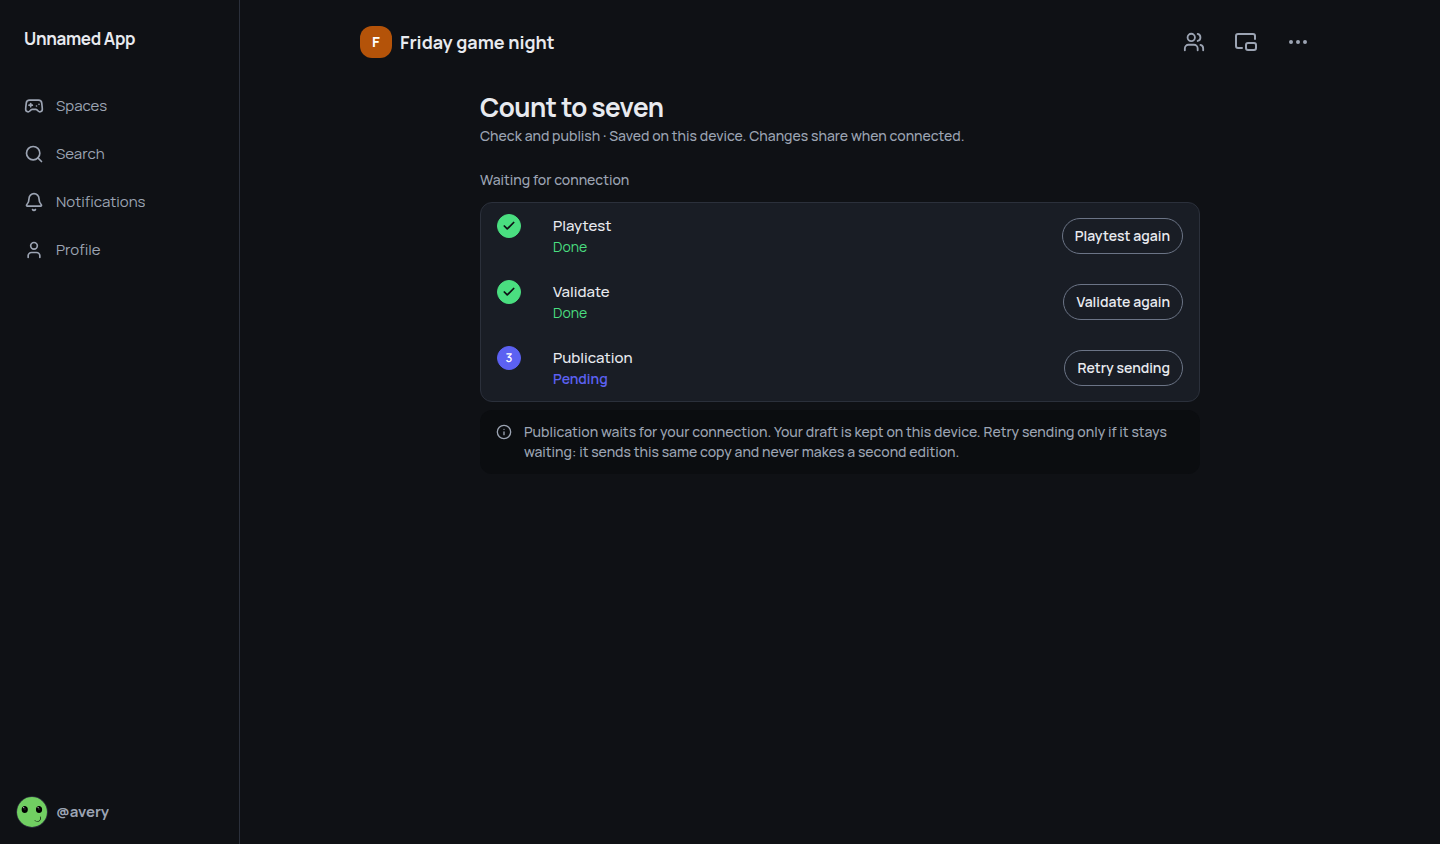 Unnamed App
Spaces
Search
Notifications
Profile
@avery
F Friday game night
Count to seven
Check and publish · Saved on this device. Changes share when connected.
Waiting for connection
Playtest
Done
Playtest again
Validate
Done
Validate again
3
Publication
Pending
Retry sending
Publication waits for your connection. Your draft is kept on this device. Retry sending only if it stays
waiting: it sends this same copy and never makes a second edition.